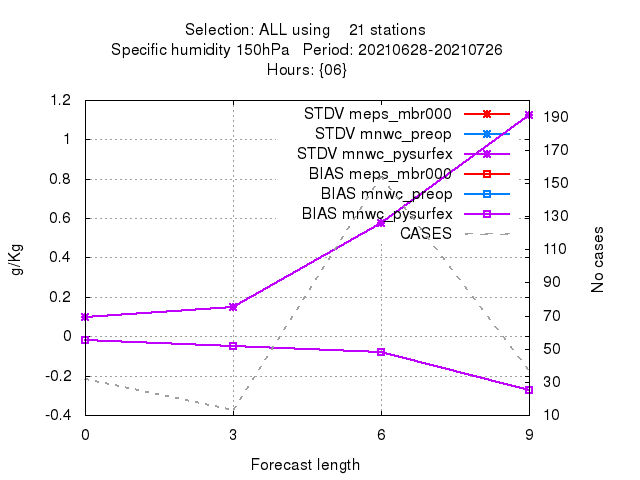 Selection: ALL using    21 stations
Specific humidity 150hPa   Period: 20210628-20210726
Hours: {06}
1.2
1
0.8
0.6
0.4
0.2
0
-0.2
-0.4
g/Kg
STDV meps_mbr000
STDV mnwc_preop
STDV mnwc_pysurfex
BIAS meps_mbr000
BIAS mnwc_preop
BIAS mnwc_pysurfex
CASES
190
170
150
130
110
90
70
50
30
10
No cases
0 3 6 9
Forecast length